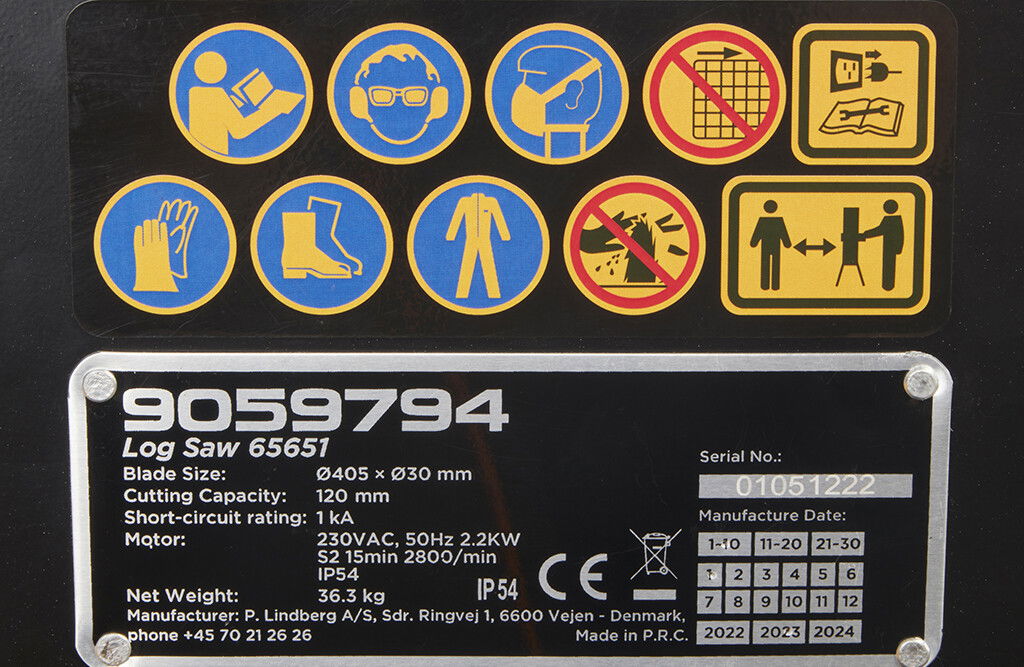 9059794
Log Saw 65651
Blade Size: Ø405 × Ø30 mm
Cutting Capacity: 120 mm
Short-circuit rating: 1 kA
Motor: 230VAC, 50Hz 2.2KW
S2 15min 2800/min
IP54
Net Weight: 36.3 kg
Manufacturer: P. Lindberg A/S, Sdr. Ringvej 1, 6600 Vejen - Denmark,
phone +45 70 21 26 26
Made in P.R.C.
IP54
CE
Serial No.:
01051222
Manufacture Date:
1-10 11-20 21-30
1 2 3 4 5 6
7 8 9 10 11 12
2022 2023 2024